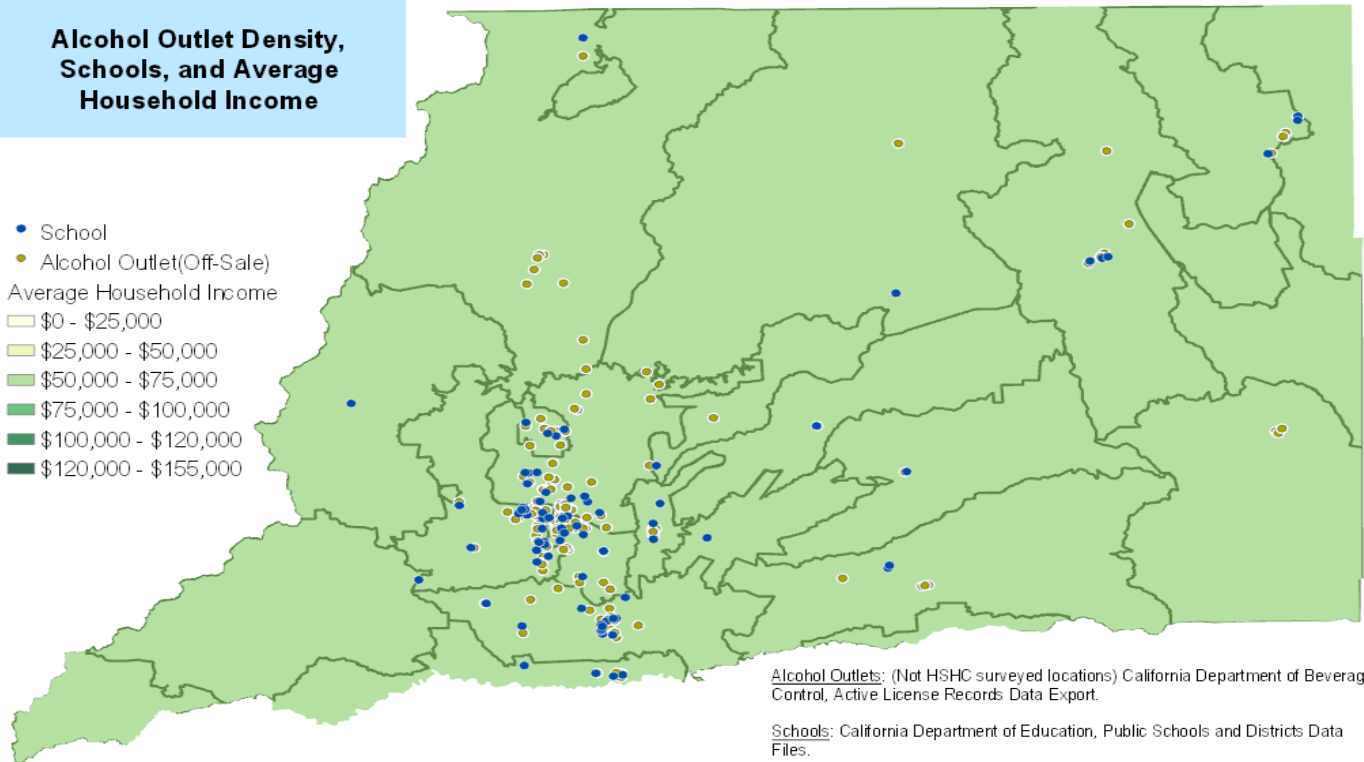 Alcohol Outlet Density,
Schools, and Average
Household Income
School
Alcohol Outlet(Off-Sale)
Average Household Income
$0 - $25,000
$25,000 - $50,000
$50,000 - $75,000
$75,000 - $100,000
$100,000 - $120,000
$120,000 - $155,000
Alcohol Outlets: (Not HSHC surveyed locations) California Department of Beverag
Control, Active License Records Data Export.
Schools: California Department of Education, Public Schools and Districts Data
Files.